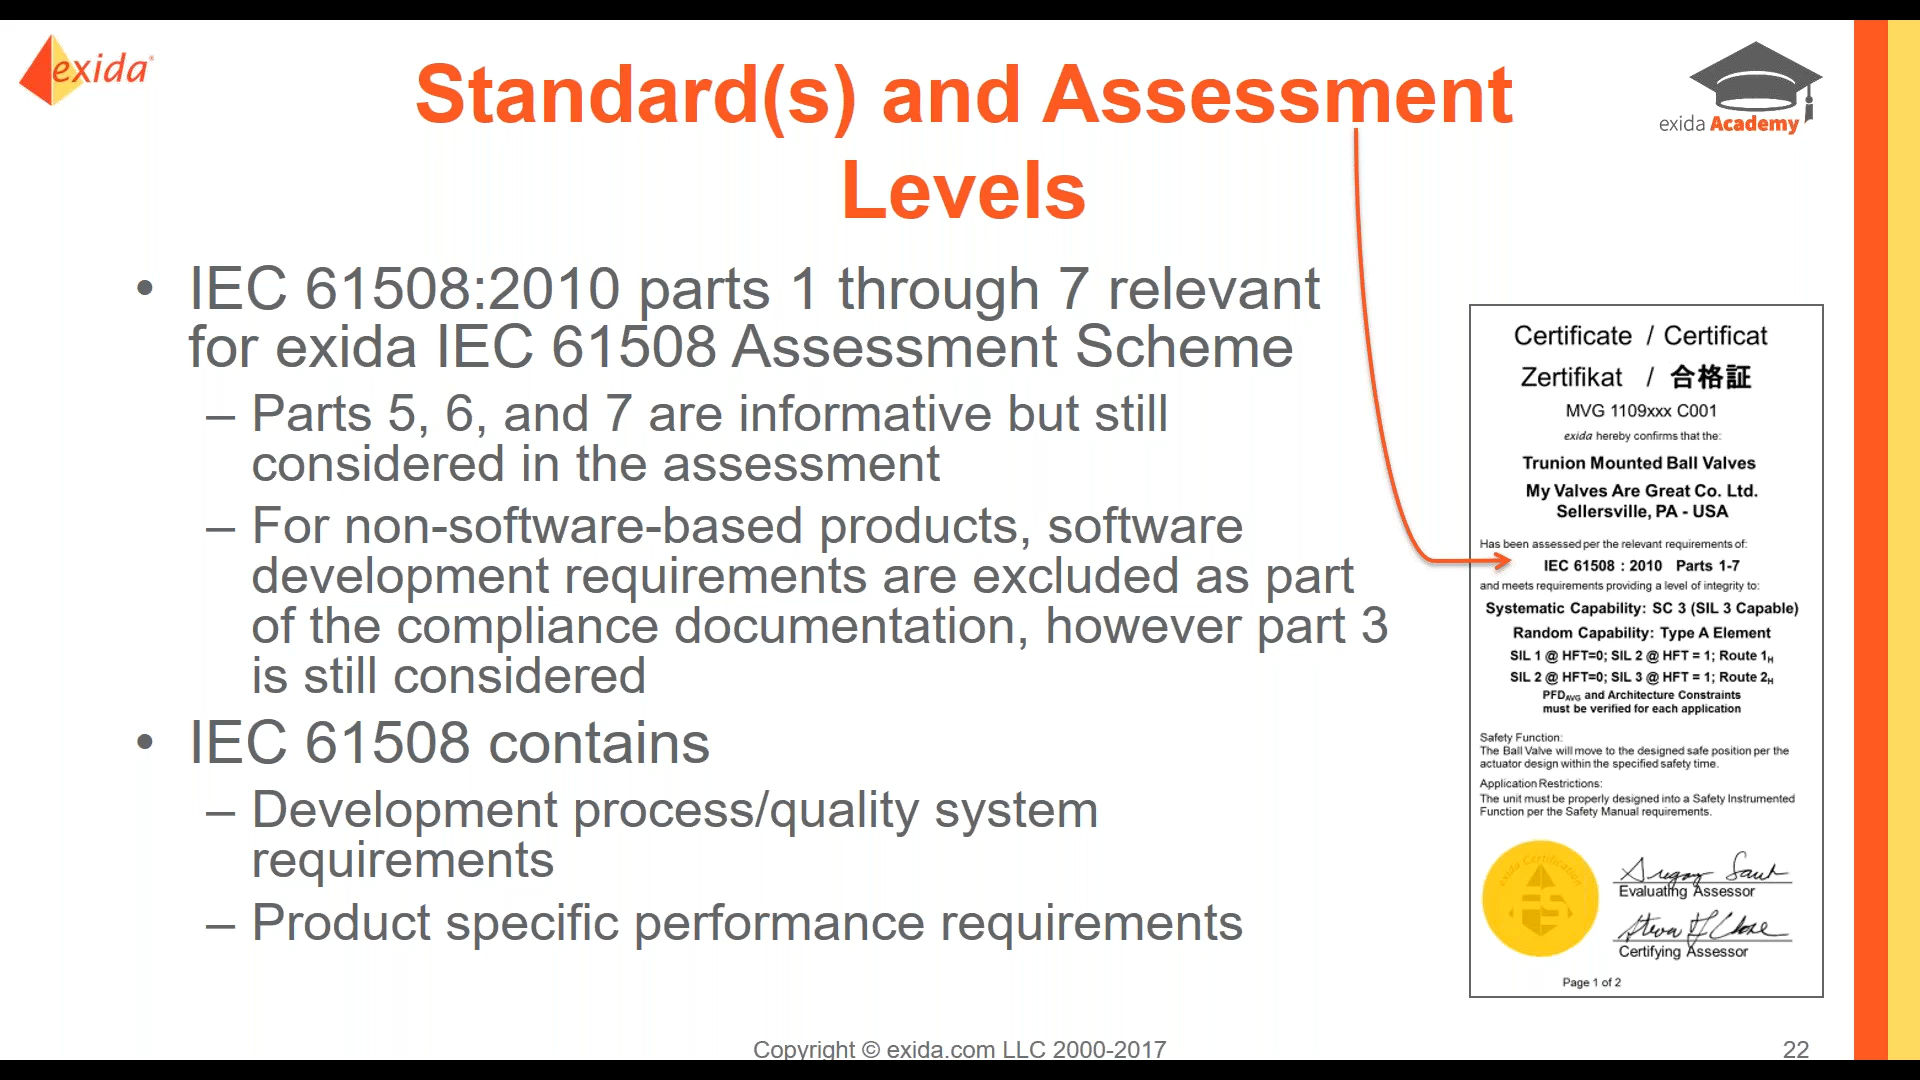 exida
Standard(s) and Assessment
Levels
exida Academy
• IEC 61508:2010 parts 1 through 7 relevant
for exida IEC 61508 Assessment Scheme
– Parts 5, 6, and 7 are informative but still
considered in the assessment
– For non-software-based products, software
development requirements are excluded as part
of the compliance documentation, however part 3
is still considered
• IEC 61508 contains
– Development process/quality system
requirements
– Product specific performance requirements
Certificate / Certificat
Zertifikat / 合格証
MVG 1109xxx C001
exida hereby confirms that the:
Trunion Mounted Ball Valves
My Valves Are Great Co. Ltd.
Sellersville, PA - USA
Has been assessed per the relevant requirements of:
IEC 61508 : 2010 Parts 1-7
and meets requirements providing a level of integrity to:
Systematic Capability: SC 3 (SIL 3 Capable)
Random Capability: Type A Element
SIL 1 @ HFT=0; SIL 2 @ HFT = 1; Route 1H
SIL 2 @ HFT=0; SIL 3 @ HFT = 1; Route 2H
PFDAVG and Architecture Constraints
must be verified for each application
Safety Function:
The Ball Valve will move to the designed safe position per the
actuator design within the specified safety time.
Application Restrictions:
The unit must be properly designed into a Safety Instrumented
Function per the Safety Manual requirements.
exida Certification
FS
Evaluating Assessor
Certifying Assessor
Page 1 of 2
Copyright © exida.com LLC 2000-2017
22